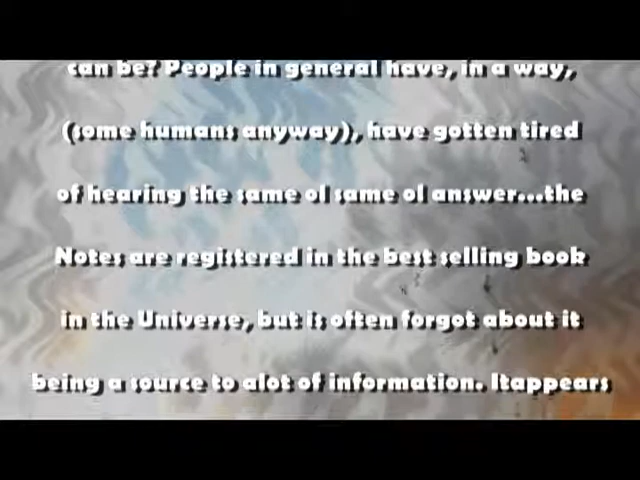 can be? People in general have, in a way,
(some humans anyway), have gotten tired
of hearing the same ol same ol answer...the
Notes are registered in the best selling book
in the Universe, but is often forgot about it
being a source to alot of information. Itappears